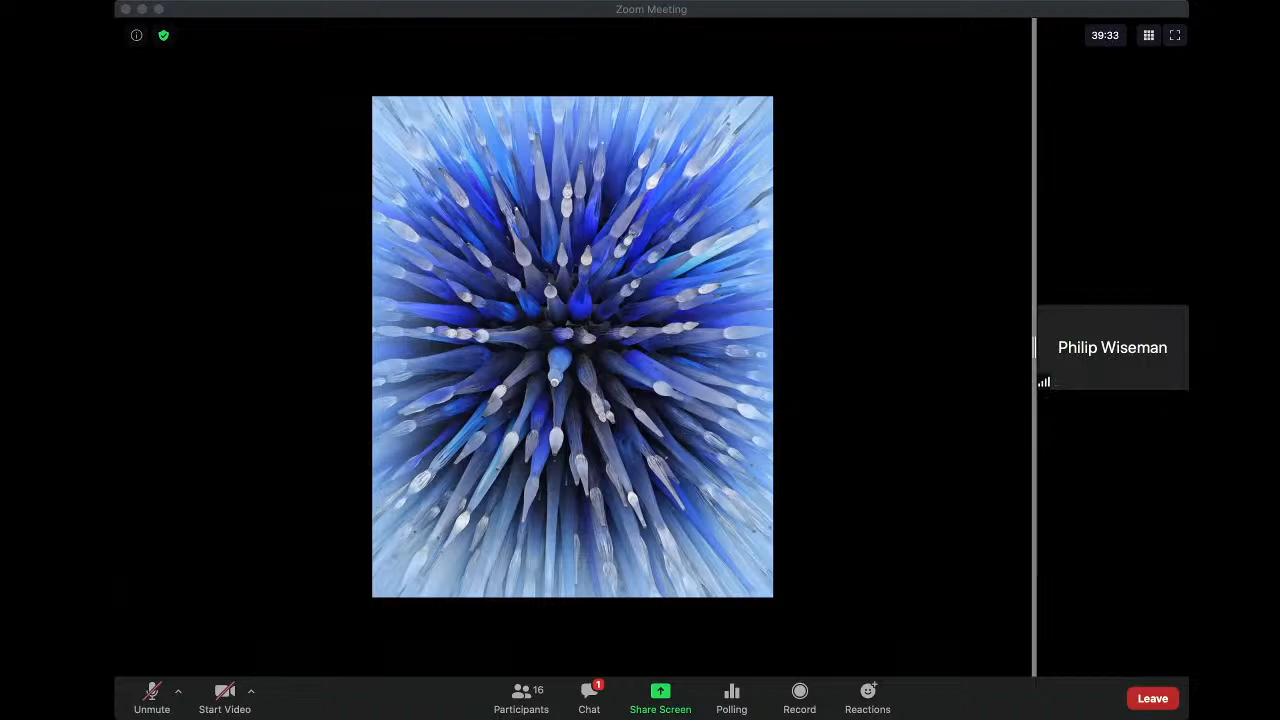 Zoom Meeting
39:33
Philip Wiseman
Unmute
Start Video
16
Participants
1
Chat
Share Screen
Polling
Record
Reactions
Leave